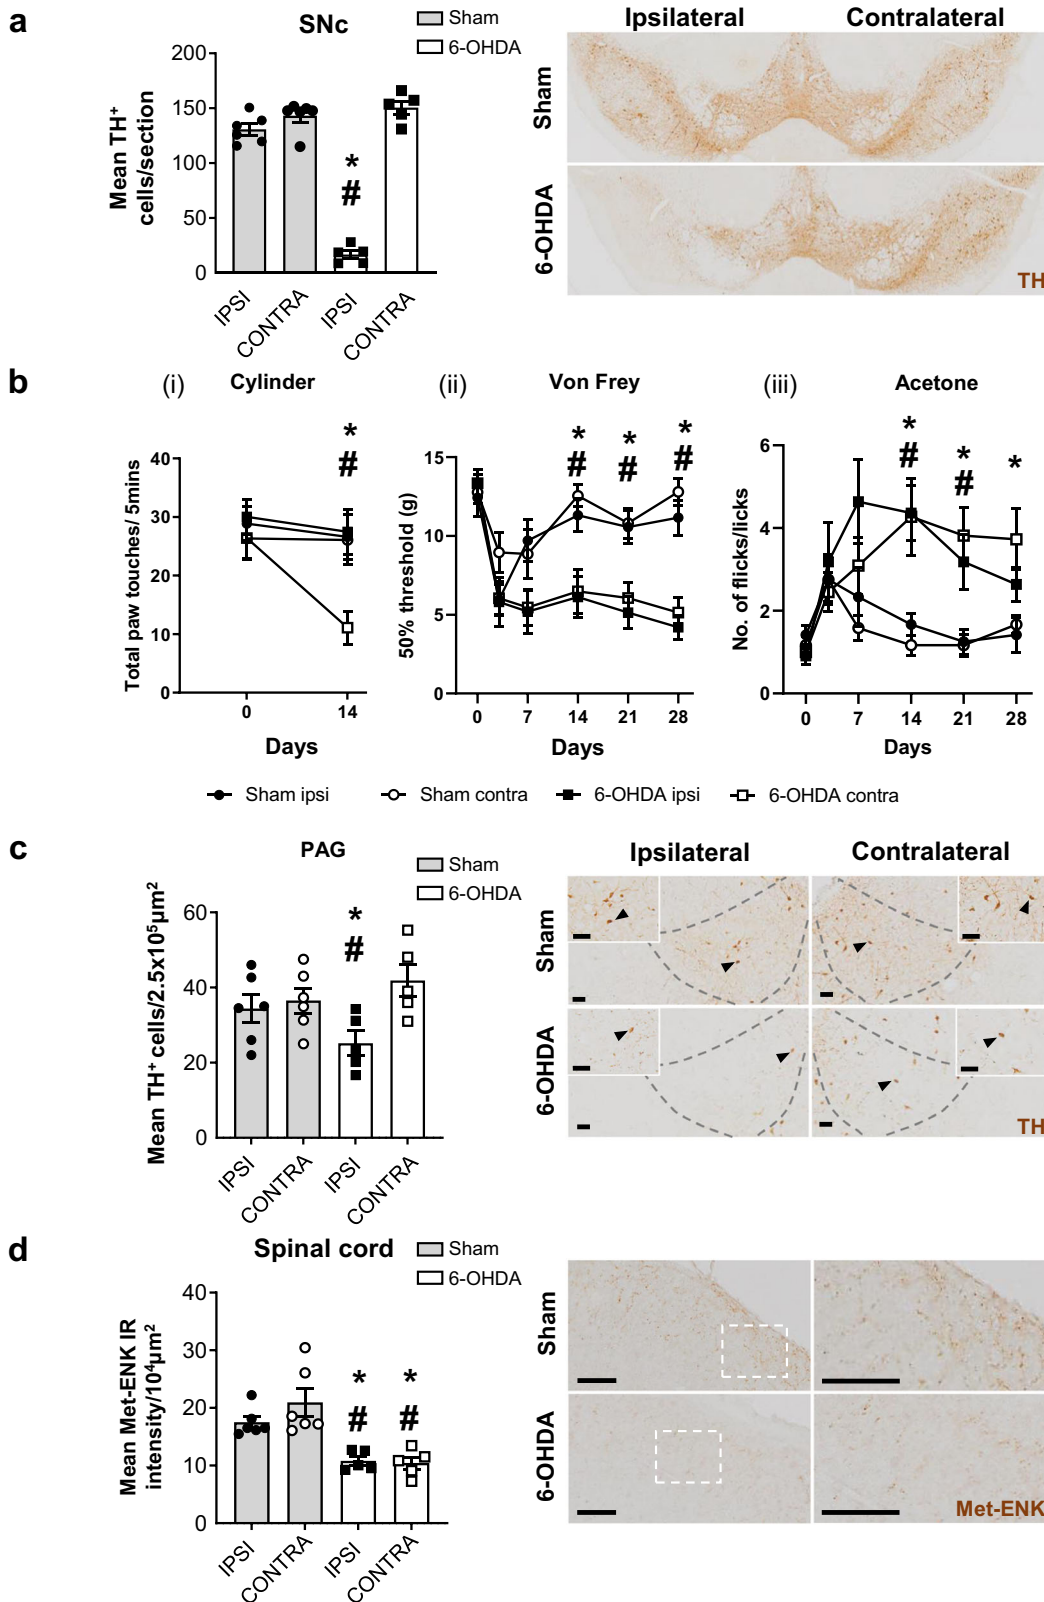 a
SNc
Sham
6-OHDA
Mean TH⁺
cells/section
200
150
100
50
0
*
#
IPSI
CONTRA
IPSI
CONTRA
Ipsilateral
Contralateral
Sham
6-OHDA
TH
b
(i)
Cylinder
Total paw touches/ 5mins
40
30
20
10
0
*
#
0
14
Days
(ii)
Von Frey
50% threshold (g)
15
10
5
0
*
#
*
#
*
#
0
7
14
21
28
Days
(iii)
Acetone
No. of flicks/licks
6
4
2
0
*
#
*
#
*
0
7
14
21
28
Days
Sham ipsi
Sham contra
6-OHDA ipsi
6-OHDA contra
c
PAG
Sham
6-OHDA
Mean TH⁺ cells/2.5x10⁵µm²
60
40
20
0
*
#
IPSI
CONTRA
IPSI
CONTRA
Ipsilateral
Contralateral
Sham
6-OHDA
TH
d
Spinal cord
Sham
6-OHDA
Mean Met-ENK IR
intensity/10⁴µm²
40
30
20
10
0
*
#
*
#
IPSI
CONTRA
IPSI
CONTRA
Sham
6-OHDA
Met-ENK